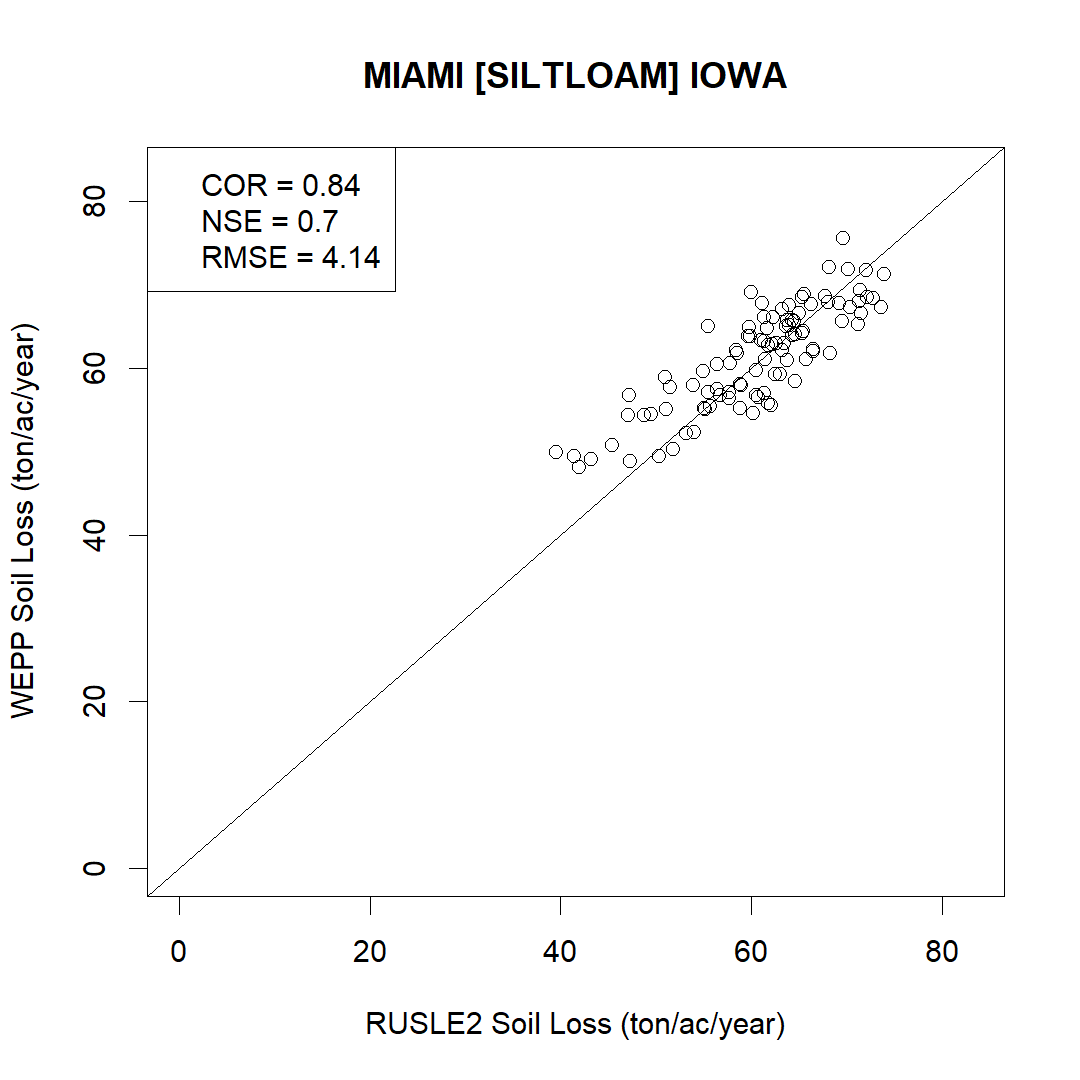 MIAMI [SILTLOAM] IOWA
COR = 0.84
NSE = 0.7
RMSE = 4.14
80
60
40
20
0
WEPP Soil Loss (ton/ac/year)
0 20 40 60 80
RUSLE2 Soil Loss (ton/ac/year)